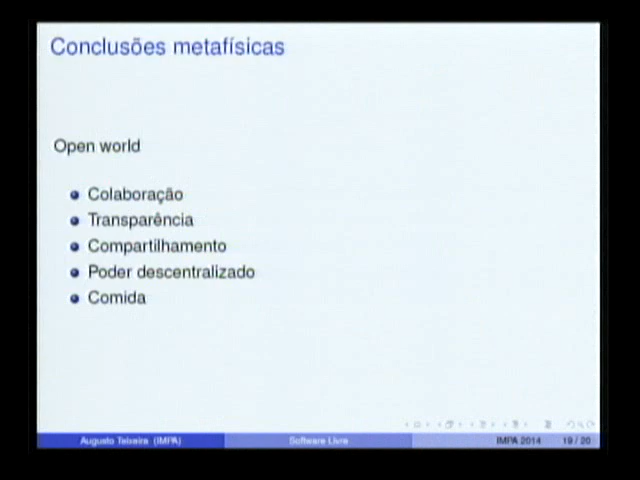 Conclusões metafísicas
Open world
Colaboração
Transparência
Compartilhamento
Poder descentralizado
Comida
Augusto Teixeira (IMPA) Software Livre IMPA 2014 19 / 20